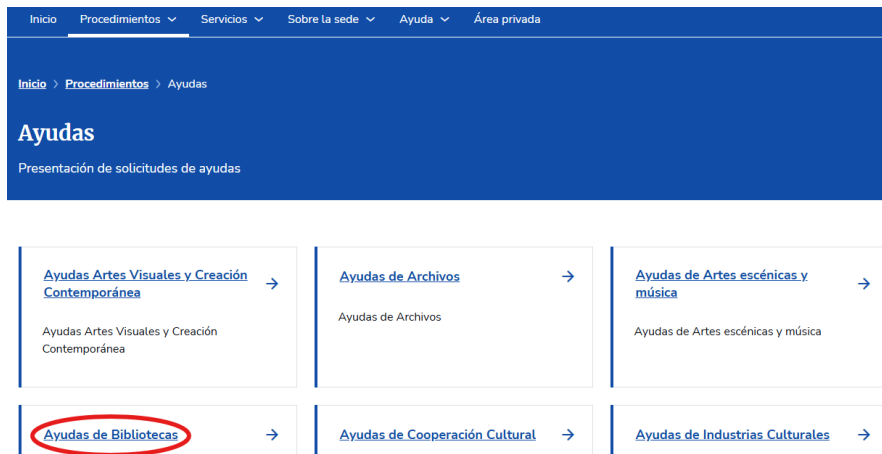 Inicio Procedimientos Servicios Sobre la sede Ayuda Área privada
Inicio > Procedimientos > Ayudas
Ayudas
Presentación de solicitudes de ayudas
Ayudas Artes Visuales y Creación
Contemporánea
Ayudas Artes Visuales y Creación
Contemporánea
Ayudas de Archivos
Ayudas de Archivos
Ayudas de Artes escénicas y
música
Ayudas de Artes escénicas y música
Ayudas de Bibliotecas
Ayudas de Cooperación Cultural
Ayudas de Industrias Culturales